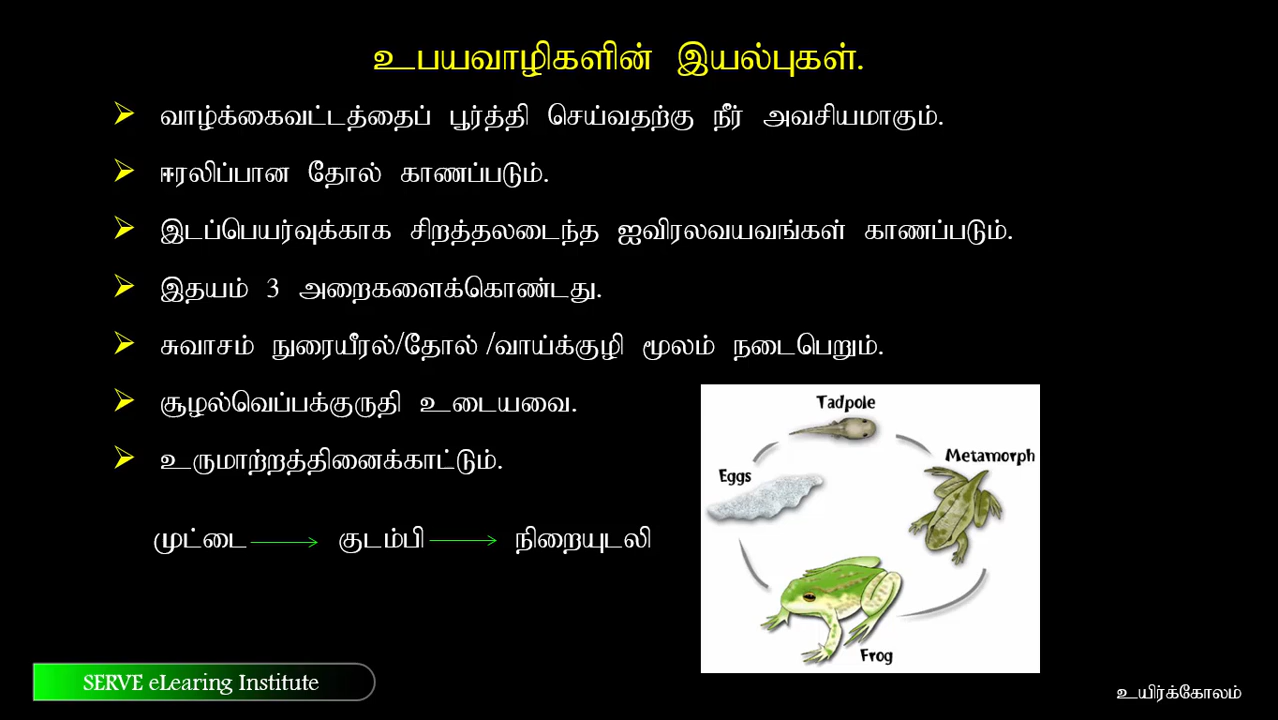 உபயவாழிகளின் இயல்புகள்.
வாழ்க்கைவட்டத்தைப் பூர்த்தி செய்வதற்கு நீர் அவசியமாகும்.
ஈரலிப்பான தோல் காணப்படும்.
இடப்பெயர்வுக்காக சிறத்தலடைந்த ஐவிரலவயவங்கள் காணப்படும்.
இதயம் 3 அறைகளைக்கொண்டது.
சுவாசம் நுரையீரல்/தோல் /வாய்க்குழி மூலம் நடைபெறும்.
சூழல்வெப்பக்குருதி உடையவை.
உருமாற்றத்தினைக்காட்டும்.
முட்டை குடம்பி நிறையுடலி
Tadpole
Metamorph
Eggs
Frog
SERVE eLearing Institute
உயிர்க்கோலம்